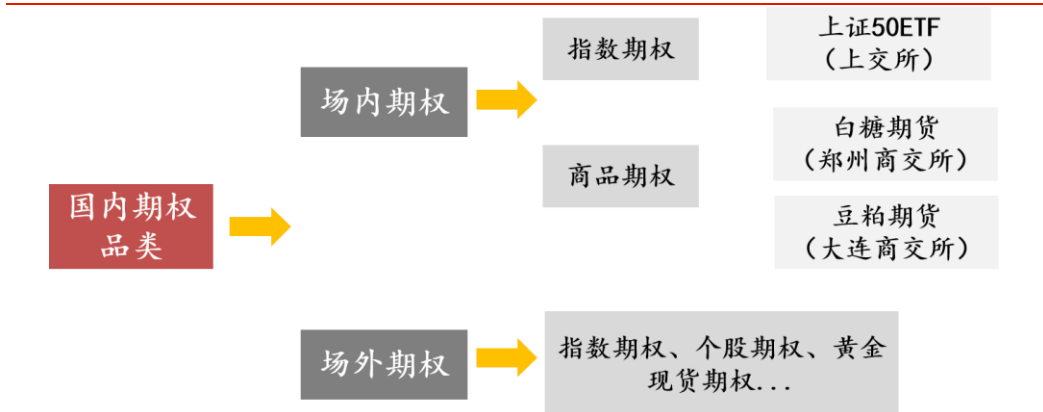 国内期权
品类
场内期权
指数期权
上证50ETF
(上交所)
商品期权
白糖期货
(郑州商交所)
豆粕期货
(大连商交所)
场外期权
指数期权、个股期权、黄金
现货期权...